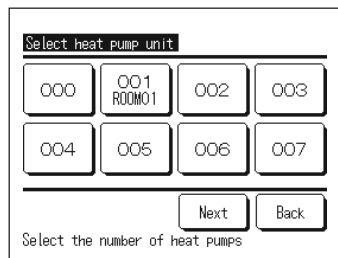 Select heat pump unit
000 001 002 003
ROOM01
004 005 006 007
Next Back
Select the number of heat pumps